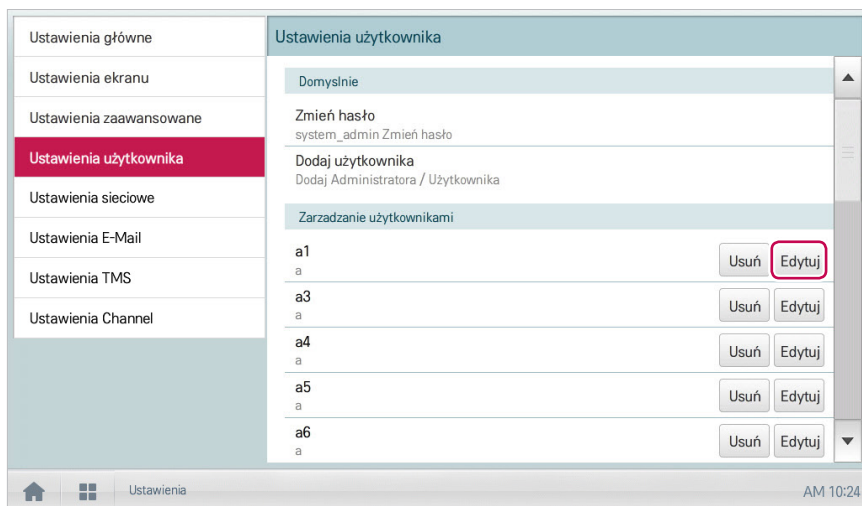 Ustawienia główne
Ustawienia ekranu
Ustawienia zaawansowane
Ustawienia użytkownika
Ustawienia sieciowe
Ustawienia E-Mail
Ustawienia TMS
Ustawienia Channel
Ustawienia użytkownika
Domyslnie
Zmień hasło
system_admin Zmień hasło
Dodaj użytkownika
Dodaj Administratora / Użytkownika
Zarzadzanie użytkownikami
a1
a
Usuń Edytuj
a3
a
Usuń Edytuj
a4
a
Usuń Edytuj
a5
a
Usuń Edytuj
a6
a
Usuń Edytuj
Ustawienia
AM 10:24